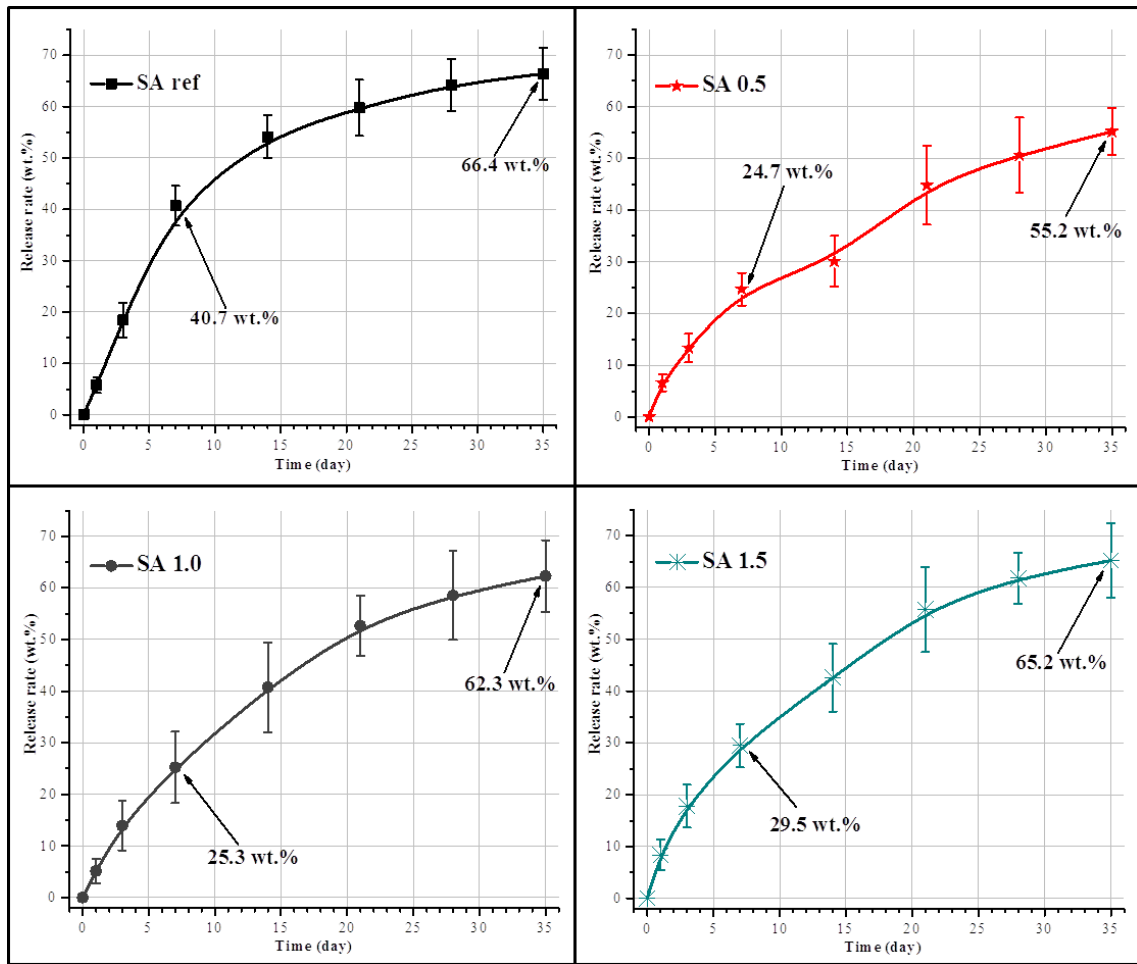 70
60
50
40
30
20
10
0
Release rate (wt.%)
SA ref
66.4 wt.%
40.7 wt.%
0 5 10 15 20 25 30 35
Time (day)
70
60
50
40
30
20
10
0
Release rate (wt.%)
SA 0.5
24.7 wt.%
55.2 wt.%
0 5 10 15 20 25 30 35
Time (day)
70
60
50
40
30
20
10
0
Release rate (wt.%)
SA 1.0
62.3 wt.%
25.3 wt.%
0 5 10 15 20 25 30 35
Time (day)
70
60
50
40
30
20
10
0
Release rate (wt.%)
SA 1.5
65.2 wt.%
29.5 wt.%
0 5 10 15 20 25 30 35
Time (day)